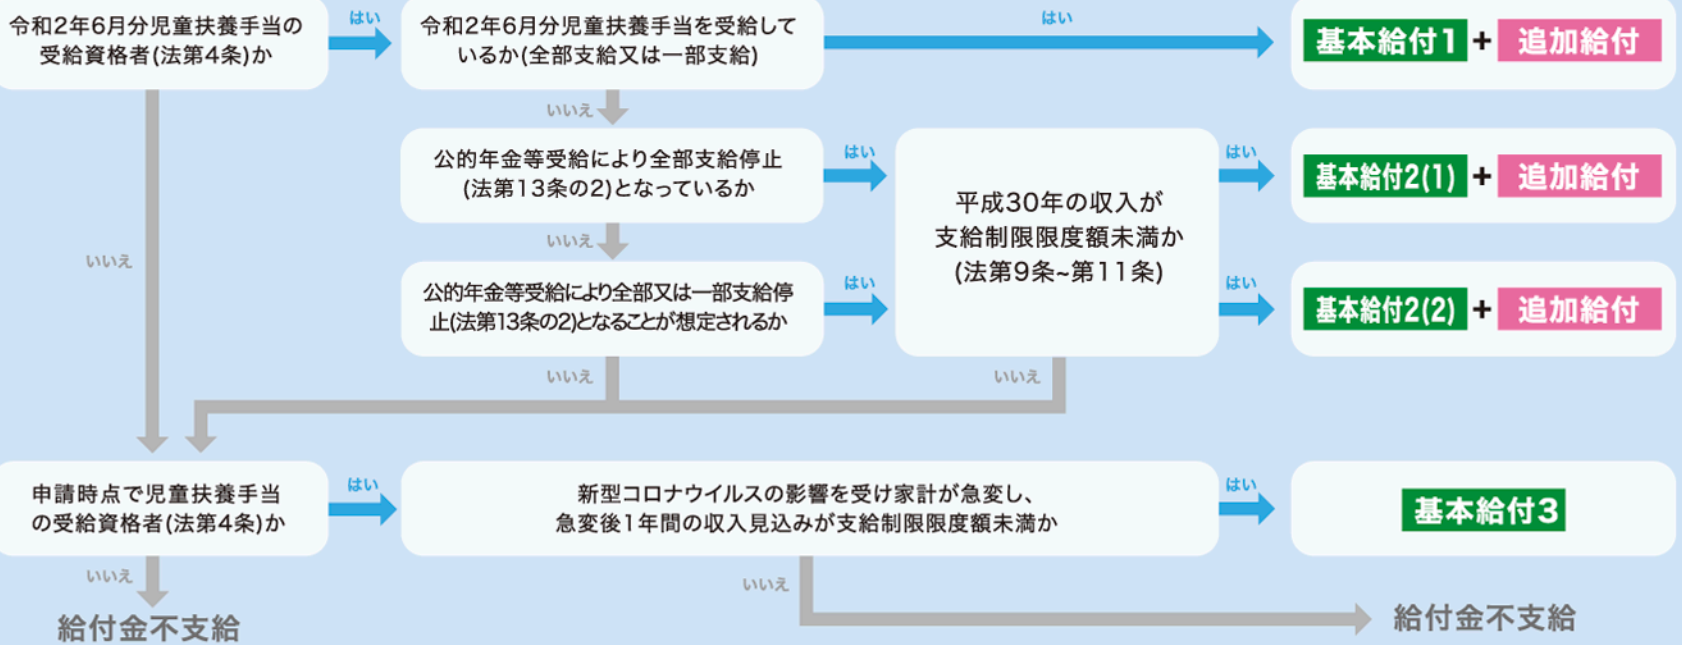 令和2年6月分児童扶養手当の
受給資格者(法第4条)か
はい
令和2年6月分児童扶養手当を受給して
いるか(全部支給又は一部支給)
はい
基本給付1 + 追加給付
いいえ
公的年金等受給により全部支給停止
(法第13条の2)となっているか
はい
平成30年の収入が
支給制限限度額未満か
(法第9条~第11条)
はい
基本給付2(1) + 追加給付
いいえ
いいえ
公的年金等受給により全部又は一部支給停
止(法第13条の2)となることが想定されるか
はい
はい
基本給付2(2) + 追加給付
いいえ
いいえ
申請時点で児童扶養手当
の受給資格者(法第4条)か
はい
新型コロナウイルスの影響を受け家計が急変し、
急変後1年間の収入見込みが支給制限限度額未満か
はい
基本給付3
いいえ
給付金不支給
いいえ
給付金不支給